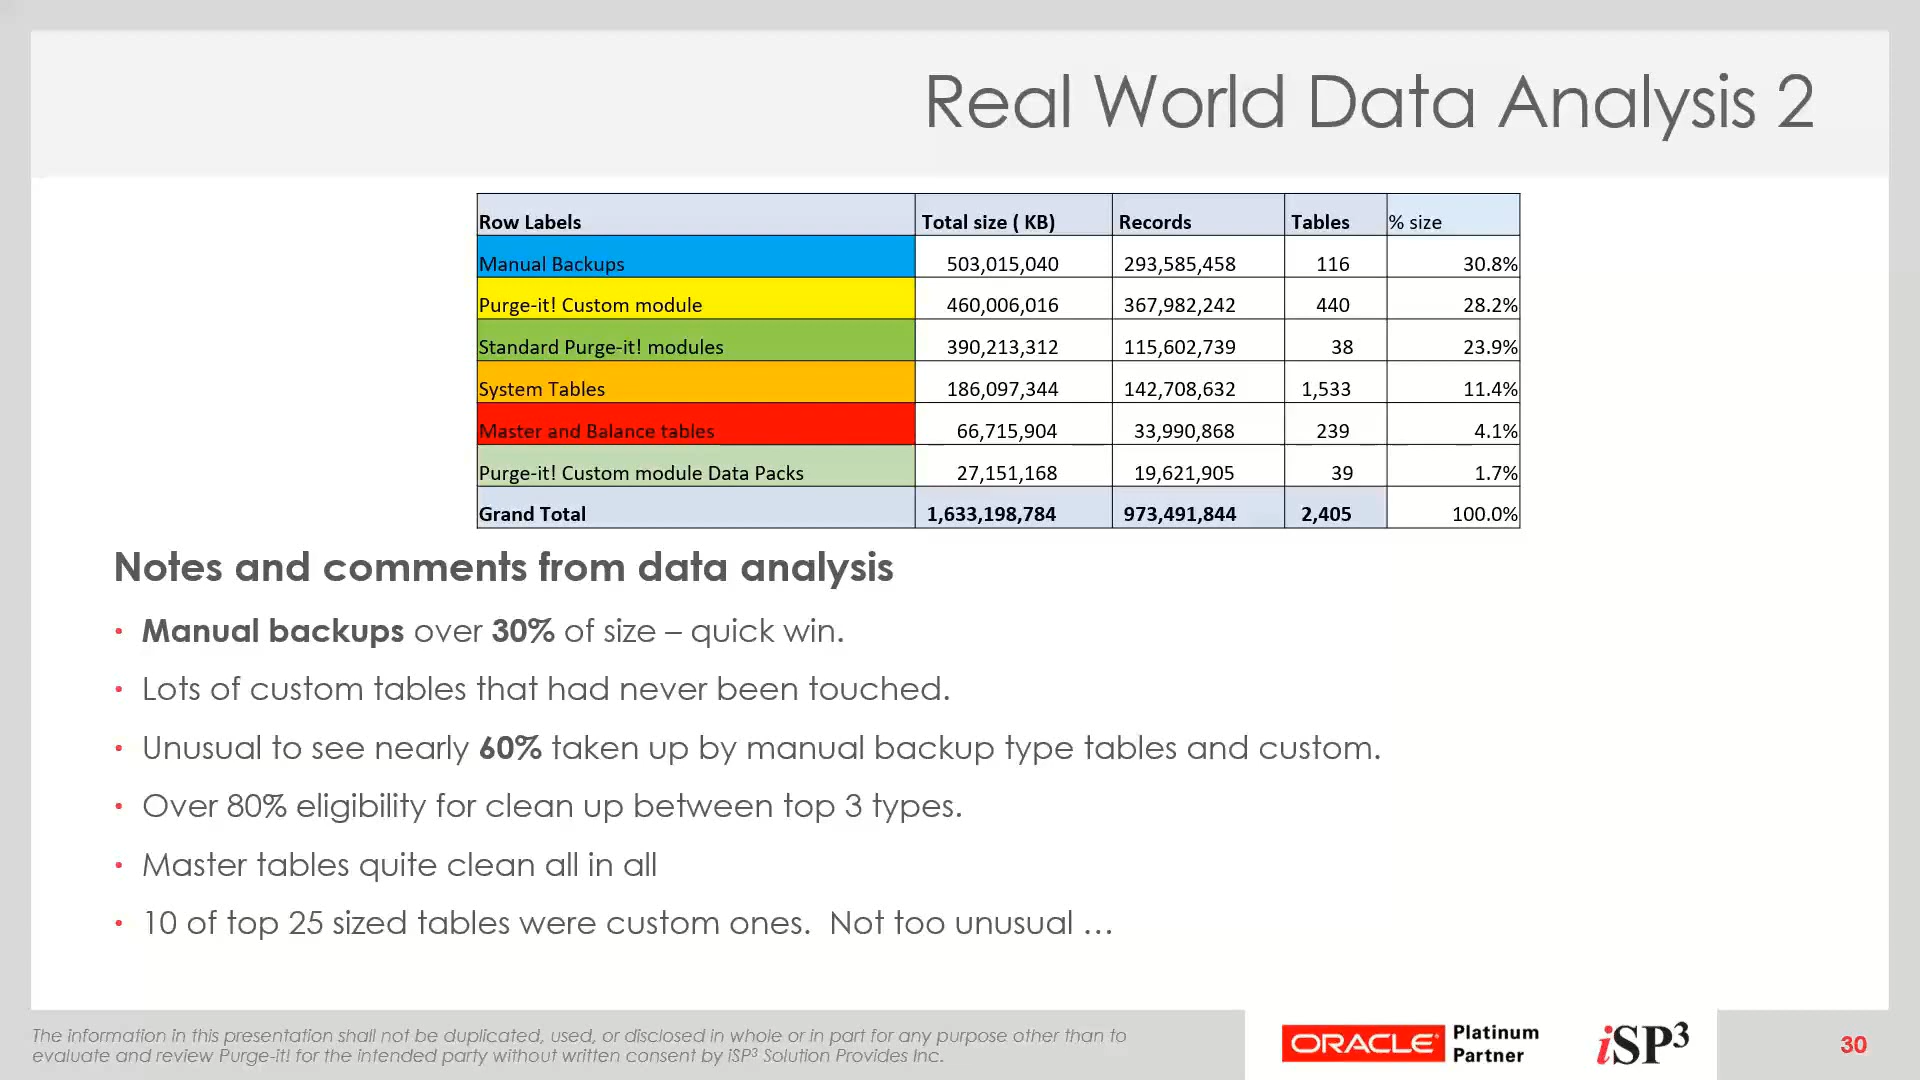 Real World Data Analysis 2
Row Labels Total size ( KB) Records Tables % size
Manual Backups 503,015,040 293,585,458 116 30.8%
Purge-it! Custom module 460,006,016 367,982,242 440 28.2%
Standard Purge-it! modules 390,213,312 115,602,739 38 23.9%
System Tables 186,097,344 142,708,632 1,533 11.4%
Master and Balance tables 66,715,904 33,990,868 239 4.1%
Purge-it! Custom module Data Packs 27,151,168 19,621,905 39 1.7%
Grand Total 1,633,198,784 973,491,844 2,405 100.0%
Notes and comments from data analysis
• Manual backups over 30% of size – quick win.
• Lots of custom tables that had never been touched.
• Unusual to see nearly 60% taken up by manual backup type tables and custom.
• Over 80% eligibility for clean up between top 3 types.
• Master tables quite clean all in all
• 10 of top 25 sized tables were custom ones.  Not too unusual …
The information in this presentation shall not be duplicated, used, or disclosed in whole or in part for any purpose other than to
evaluate and review Purge-it! for the intended party without written consent by iSP³ Solution Provides Inc.
ORACLE Platinum
Partner
iSP³
30